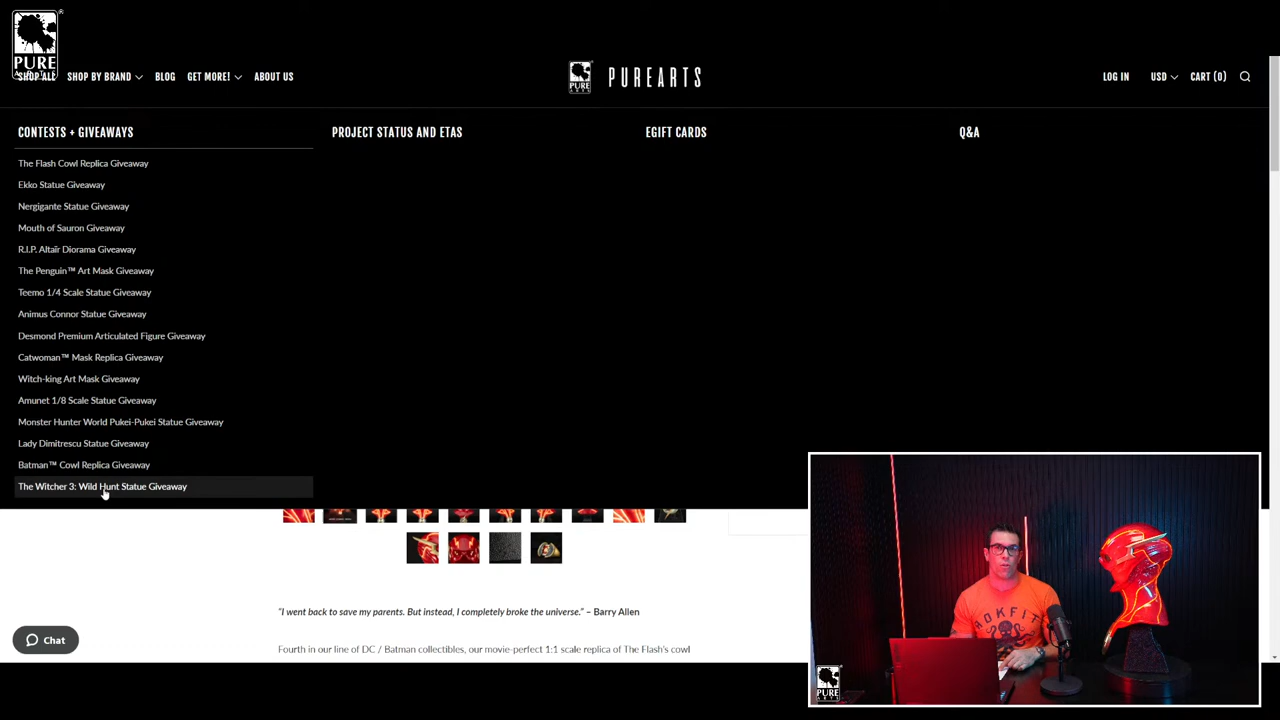 PURE
ARTS
SHOP ALL
SHOP BY BRAND
BLOG
GET MORE!
ABOUT US
PURE
ARTS
PUREARTS
LOG IN
USD
CART (0)
CONTESTS + GIVEAWAYS
PROJECT STATUS AND ETAS
EGIFT CARDS
Q&A
The Flash Cowl Replica Giveaway
Ekko Statue Giveaway
Nergigante Statue Giveaway
Mouth of Sauron Giveaway
R.I.P. Altaïr Diorama Giveaway
The Penguin™ Art Mask Giveaway
Teemo 1/4 Scale Statue Giveaway
Animus Connor Statue Giveaway
Desmond Premium Articulated Figure Giveaway
Catwoman™ Mask Replica Giveaway
Witch-king Art Mask Giveaway
Amunet 1/8 Scale Statue Giveaway
Monster Hunter World Pukei-Pukei Statue Giveaway
Lady Dimitrescu Statue Giveaway
Batman™ Cowl Replica Giveaway
The Witcher 3: Wild Hunt Statue Giveaway
"I went back to save my parents. But instead, I completely broke the universe." – Barry Allen
Fourth in our line of DC / Batman collectibles, our movie-perfect 1:1 scale replica of The Flash's cowl
Chat
ROKFIT
PURE
ARTS